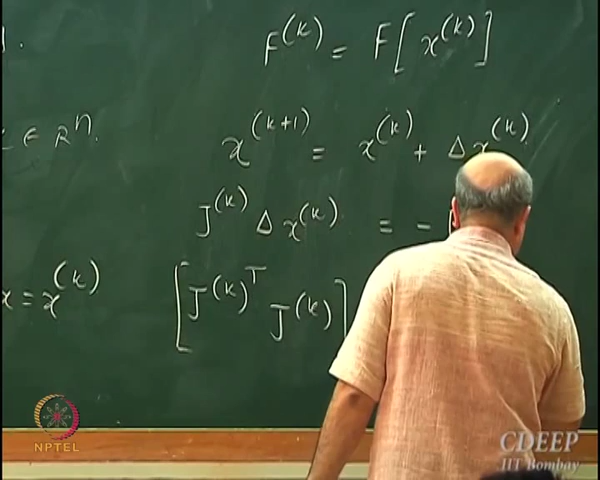 F^(k) = F[x^(k)]
∈ R^n.
x^(k+1) = x^(k) + Δx^(k)
J^(k) Δx^(k) = -
x = x^(k)
[J^(k)^T J^(k)]
NPTEL
CDEEP
IIT Bombay